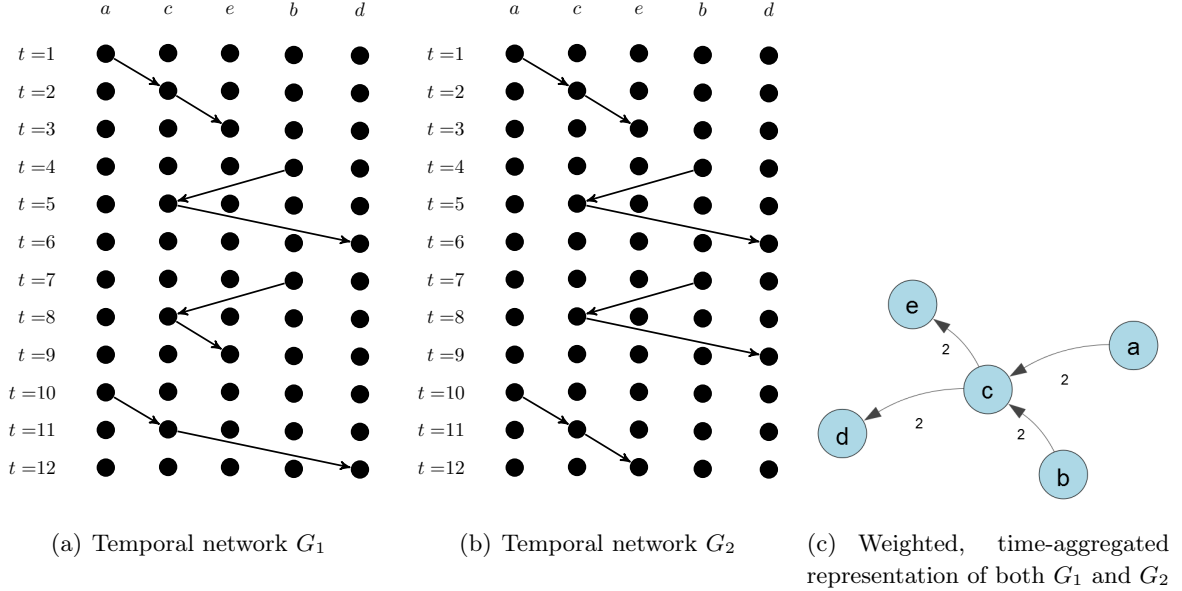 a c e b d
t =1
t =2
t =3
t =4
t =5
t =6
t =7
t =8
t =9
t =10
t =11
t =12
(a) Temporal network G₁
a c e b d
t =1
t =2
t =3
t =4
t =5
t =6
t =7
t =8
t =9
t =10
t =11
t =12
(b) Temporal network G₂
e
a
2
2
c
d
2
2
b
(c) Weighted, time-aggregated
representation of both G₁ and G₂